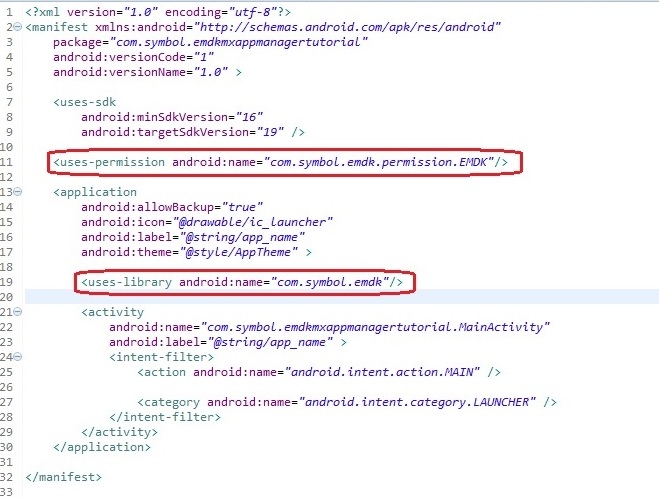 1 <?xml version="1.0" encoding="utf-8"?>
2 <manifest xmlns:android="http://schemas.android.com/apk/res/android"
3     package="com.symbol.emdkmxappmanagertutorial"
4     android:versionCode="1"
5     android:versionName="1.0" >
6
7     <uses-sdk
8         android:minSdkVersion="16"
9         android:targetSdkVersion="19" />
10
11     <uses-permission android:name="com.symbol.emdk.permission.EMDK"/>
12
13     <application
14         android:allowBackup="true"
15         android:icon="@drawable/ic_launcher"
16         android:label="@string/app_name"
17         android:theme="@style/AppTheme" >
18
19         <uses-library android:name="com.symbol.emdk"/>
20
21         <activity
22             android:name="com.symbol.emdkmxappmanagertutorial.MainActivity"
23             android:label="@string/app_name" >
24             <intent-filter>
25                 <action android:name="android.intent.action.MAIN" />
26
27                 <category android:name="android.intent.category.LAUNCHER" />
28             </intent-filter>
29         </activity>
30     </application>
31
32 </manifest>
33